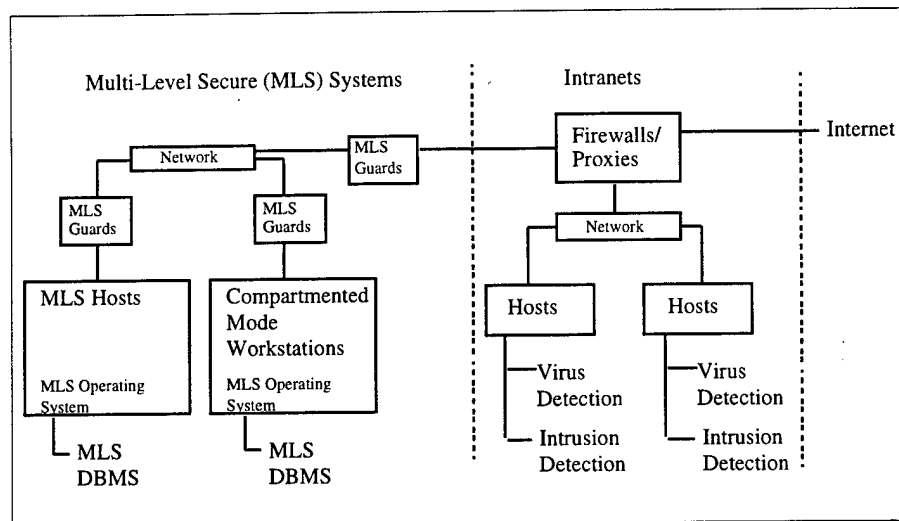 Multi-Level Secure (MLS) Systems
Intranets
Internet
Firewalls/
Proxies
MLS
Guards
Network
MLS
Guards
MLS
Guards
Network
MLS Hosts
MLS Operating
System
Compartmented
Mode
Workstations
MLS Operating
System
Hosts
Hosts
Virus
Detection
Virus
Detection
Intrusion
Detection
Intrusion
Detection
MLS
DBMS
MLS
DBMS